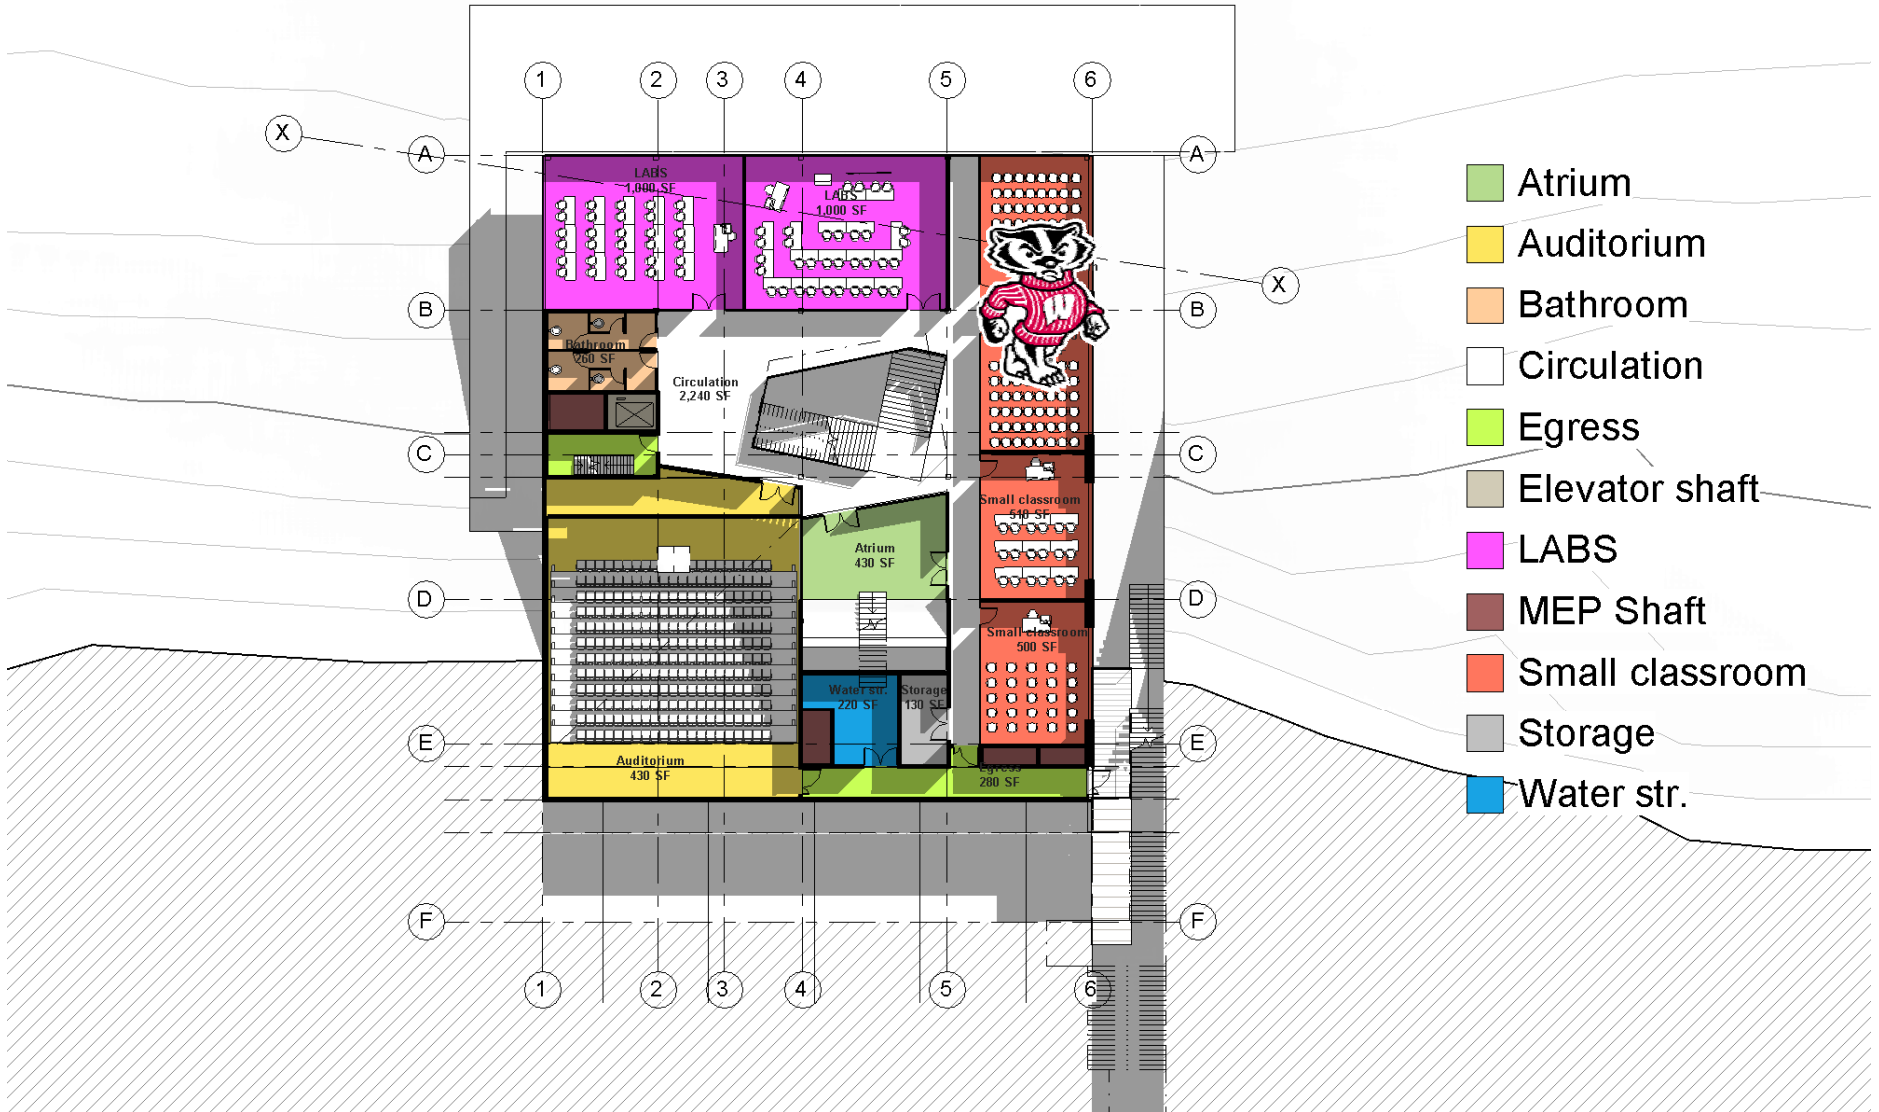 1 2 3 4 5 6
X
A A
LABS
1,000 SF
LABS
1,000 SF
W
X
B B
Bathroom
260 SF
Circulation
2,240 SF
C C
Small classroom
510 SF
Atrium
430 SF
D D
Small classroom
500 SF
Water str.
220 SF
Storage
130 SF
E E
Auditorium
430 SF
Egress
280 SF
F F
1 2 3 4 5 6
Atrium
Auditorium
Bathroom
Circulation
Egress
Elevator shaft
LABS
MEP Shaft
Small classroom
Storage
Water str.